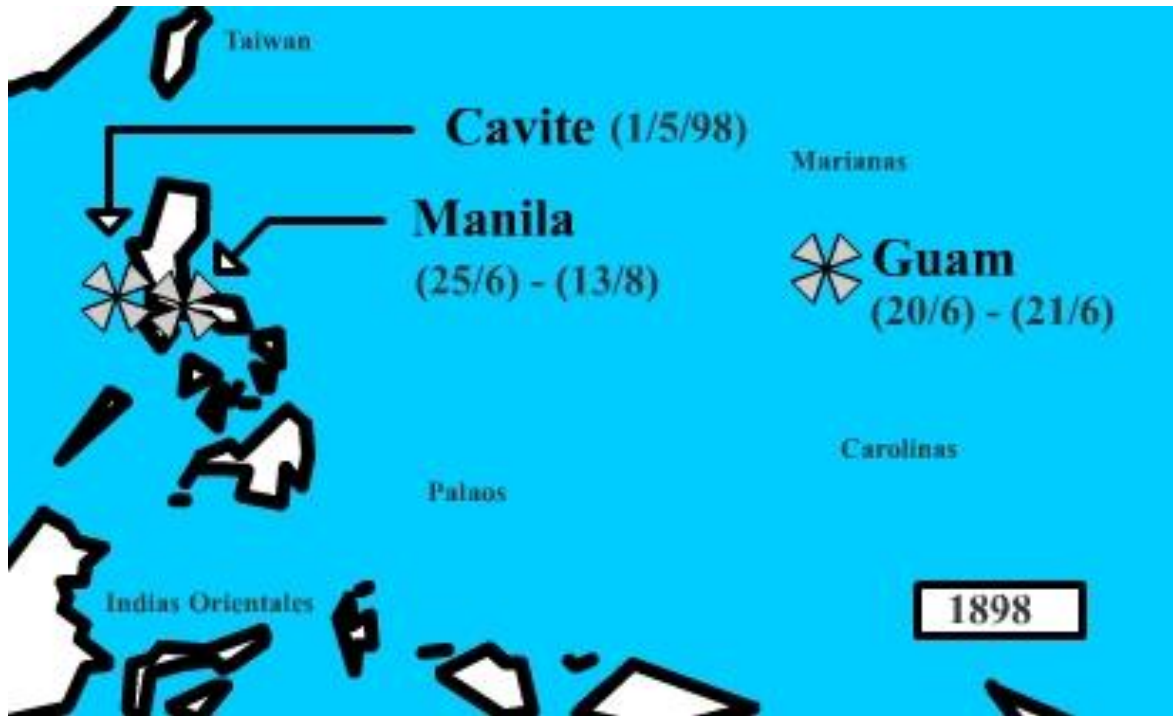 Taiwan
Cavite (1/5/98)
Marianas
Manila
(25/6) - (13/8)
Guam
(20/6) - (21/6)
Carolinas
Palaos
Indias Orientales
1898